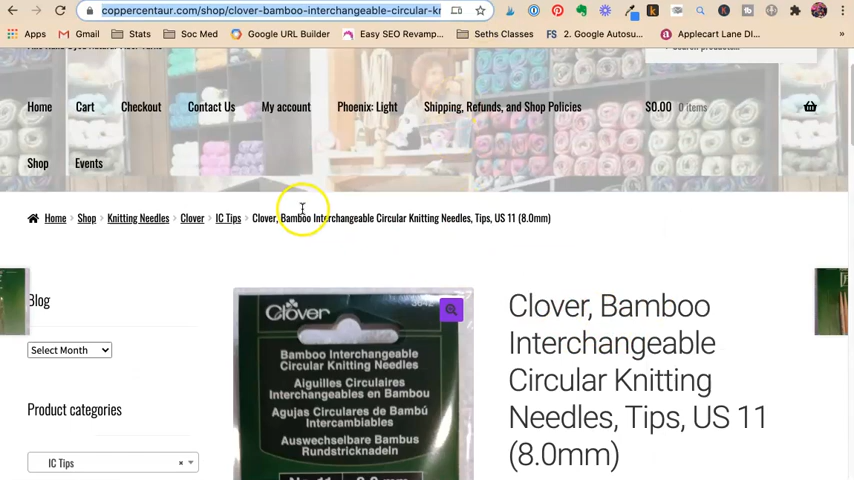 coppercentaur.com/shop/clover-bamboo-interchangeable-circular-kn
Apps Gmail Stats Soc Med Google URL Builder Easy SEO Revamp... Seths Classes FS 2. Google Autosu... Applecart Lane DI... »
Home Cart Checkout Contact Us My account Phoenix: Light Shipping, Refunds, and Shop Policies $0.00 0 items
Shop Events
Home > Shop > Knitting Needles > Clover > IC Tips > Clover, Bamboo Interchangeable Circular Knitting Needles, Tips, US 11 (8.0mm)
Blog
Select Month
Product categories
IC Tips × 
Clover
Bamboo Interchangeable
Circular Knitting Needles
Aiguilles Circulaires
Interchangeables en Bambou
Agujas Circulares de Bambú
Intercambiables
Auswechselbare Bambus
Rundstricknadeln
Clover, Bamboo
Interchangeable
Circular Knitting
Needles, Tips, US 11
(8.0mm)